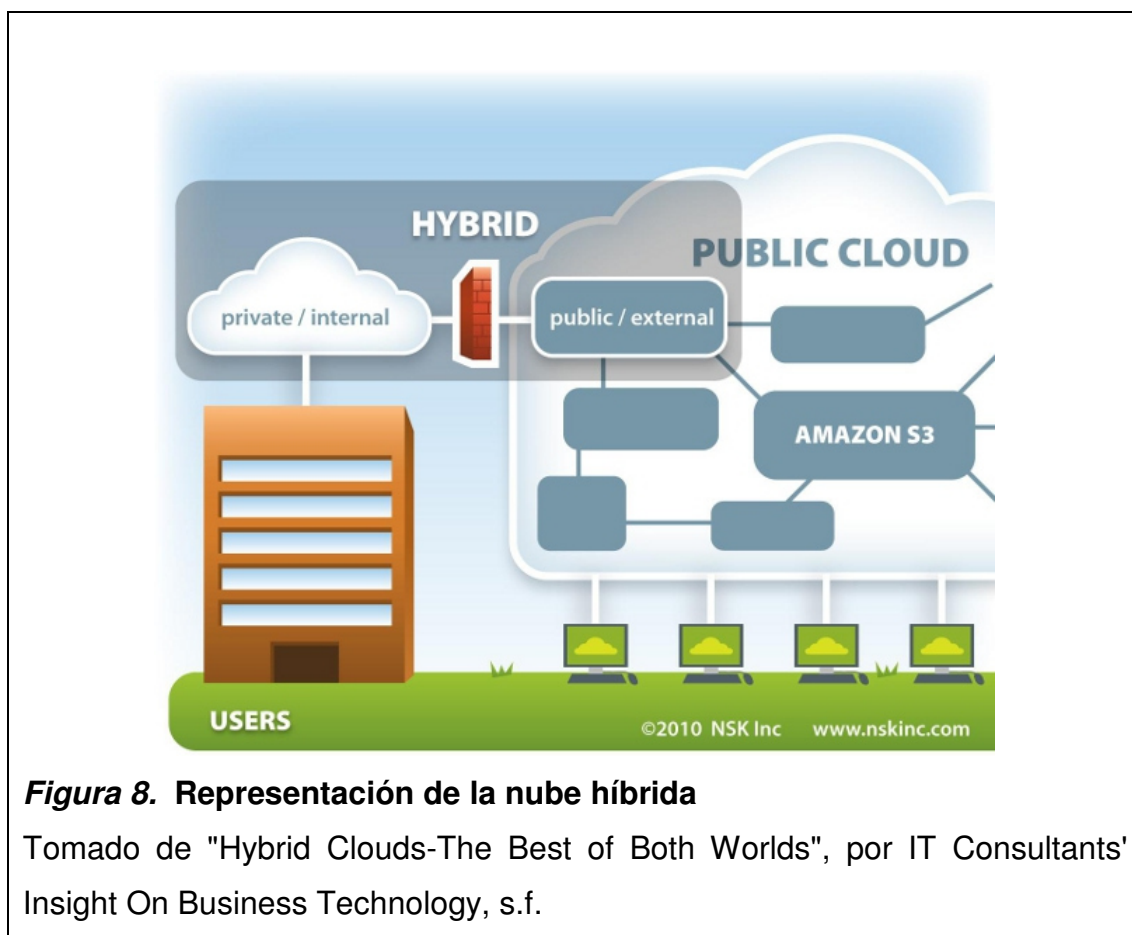 HYBRID
PUBLIC CLOUD
private / internal
public / external
AMAZON S3
USERS
©2010 NSK Inc www.nskinc.com
Figura 8. Representación de la nube híbrida
Tomado de "Hybrid Clouds-The Best of Both Worlds", por IT Consultants'
Insight On Business Technology, s.f.